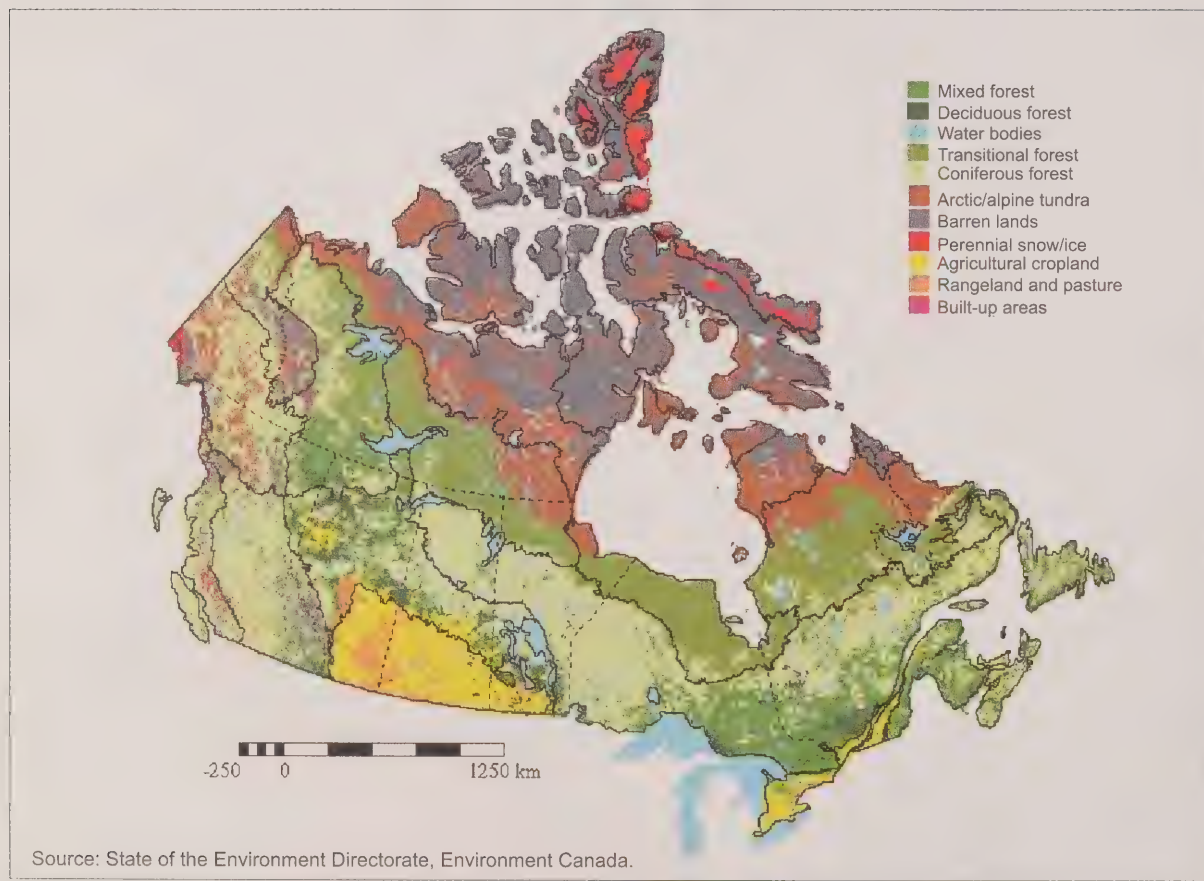 Mixed forest
Deciduous forest
Water bodies
Transitional forest
Coniferous forest
Arctic/alpine tundra
Barren lands
Perennial snow/ice
Agricultural cropland
Rangeland and pasture
Built-up areas
-250 0 1250 km
Source: State of the Environment Directorate, Environment Canada.